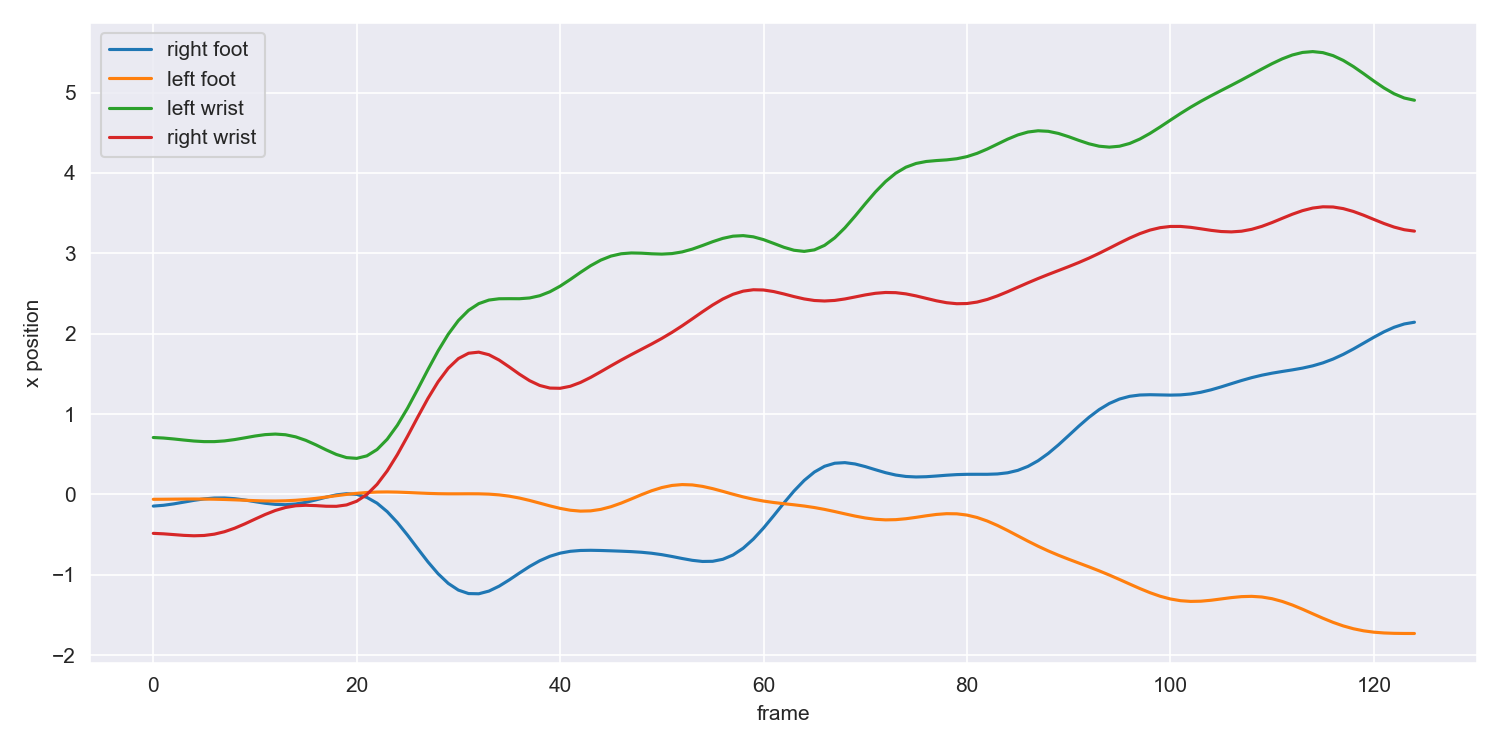 right foot
left foot
left wrist
right wrist
5
4
3
2
1
0
−1
−2
x position
0 20 40 60 80 100 120
frame